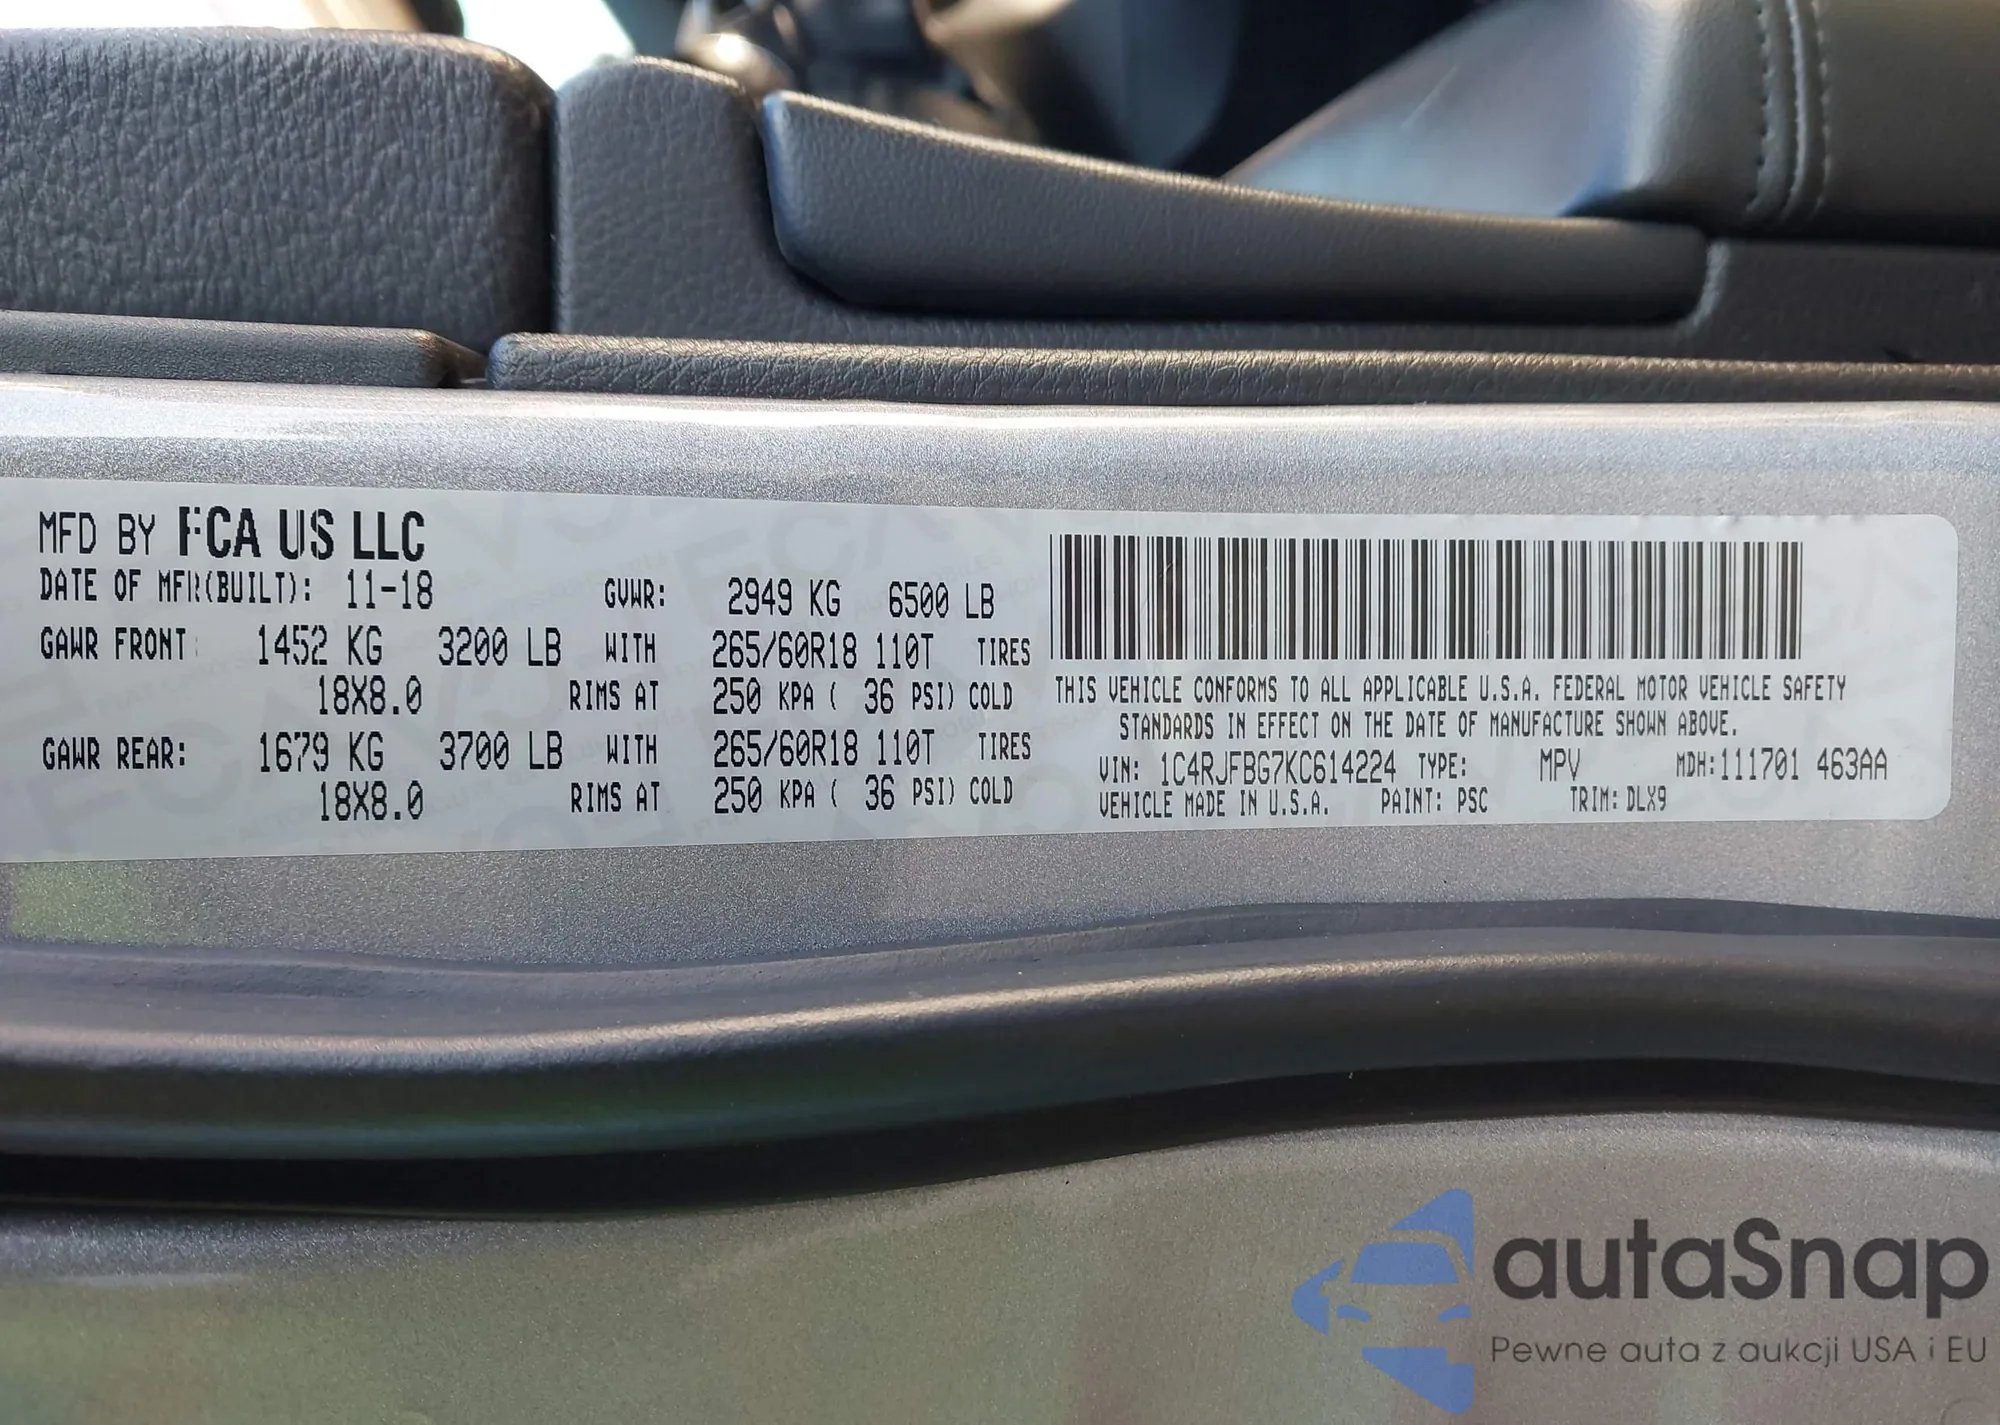 MFD BY FCA US LLC
DATE OF MFR(BUILT): 11-18 GVWR: 2949 KG 6500 LB
GAWR FRONT: 1452 KG 3200 LB WITH 265/60R18 110T TIRES
18X8.0 RIMS AT 250 KPA ( 36 PSI) COLD
GAWR REAR: 1679 KG 3700 LB WITH 265/60R18 110T TIRES
18X8.0 RIMS AT 250 KPA ( 36 PSI) COLD
THIS VEHICLE CONFORMS TO ALL APPLICABLE U.S.A. FEDERAL MOTOR VEHICLE SAFETY
STANDARDS IN EFFECT ON THE DATE OF MANUFACTURE SHOWN ABOVE.
VIN: 1C4RJFBG7KC614224 TYPE: MPV MDH:111701 463AA
VEHICLE MADE IN U.S.A. PAINT: PSC TRIM: DLX9
autaSnap
Pewne auta z aukcji USA i EU